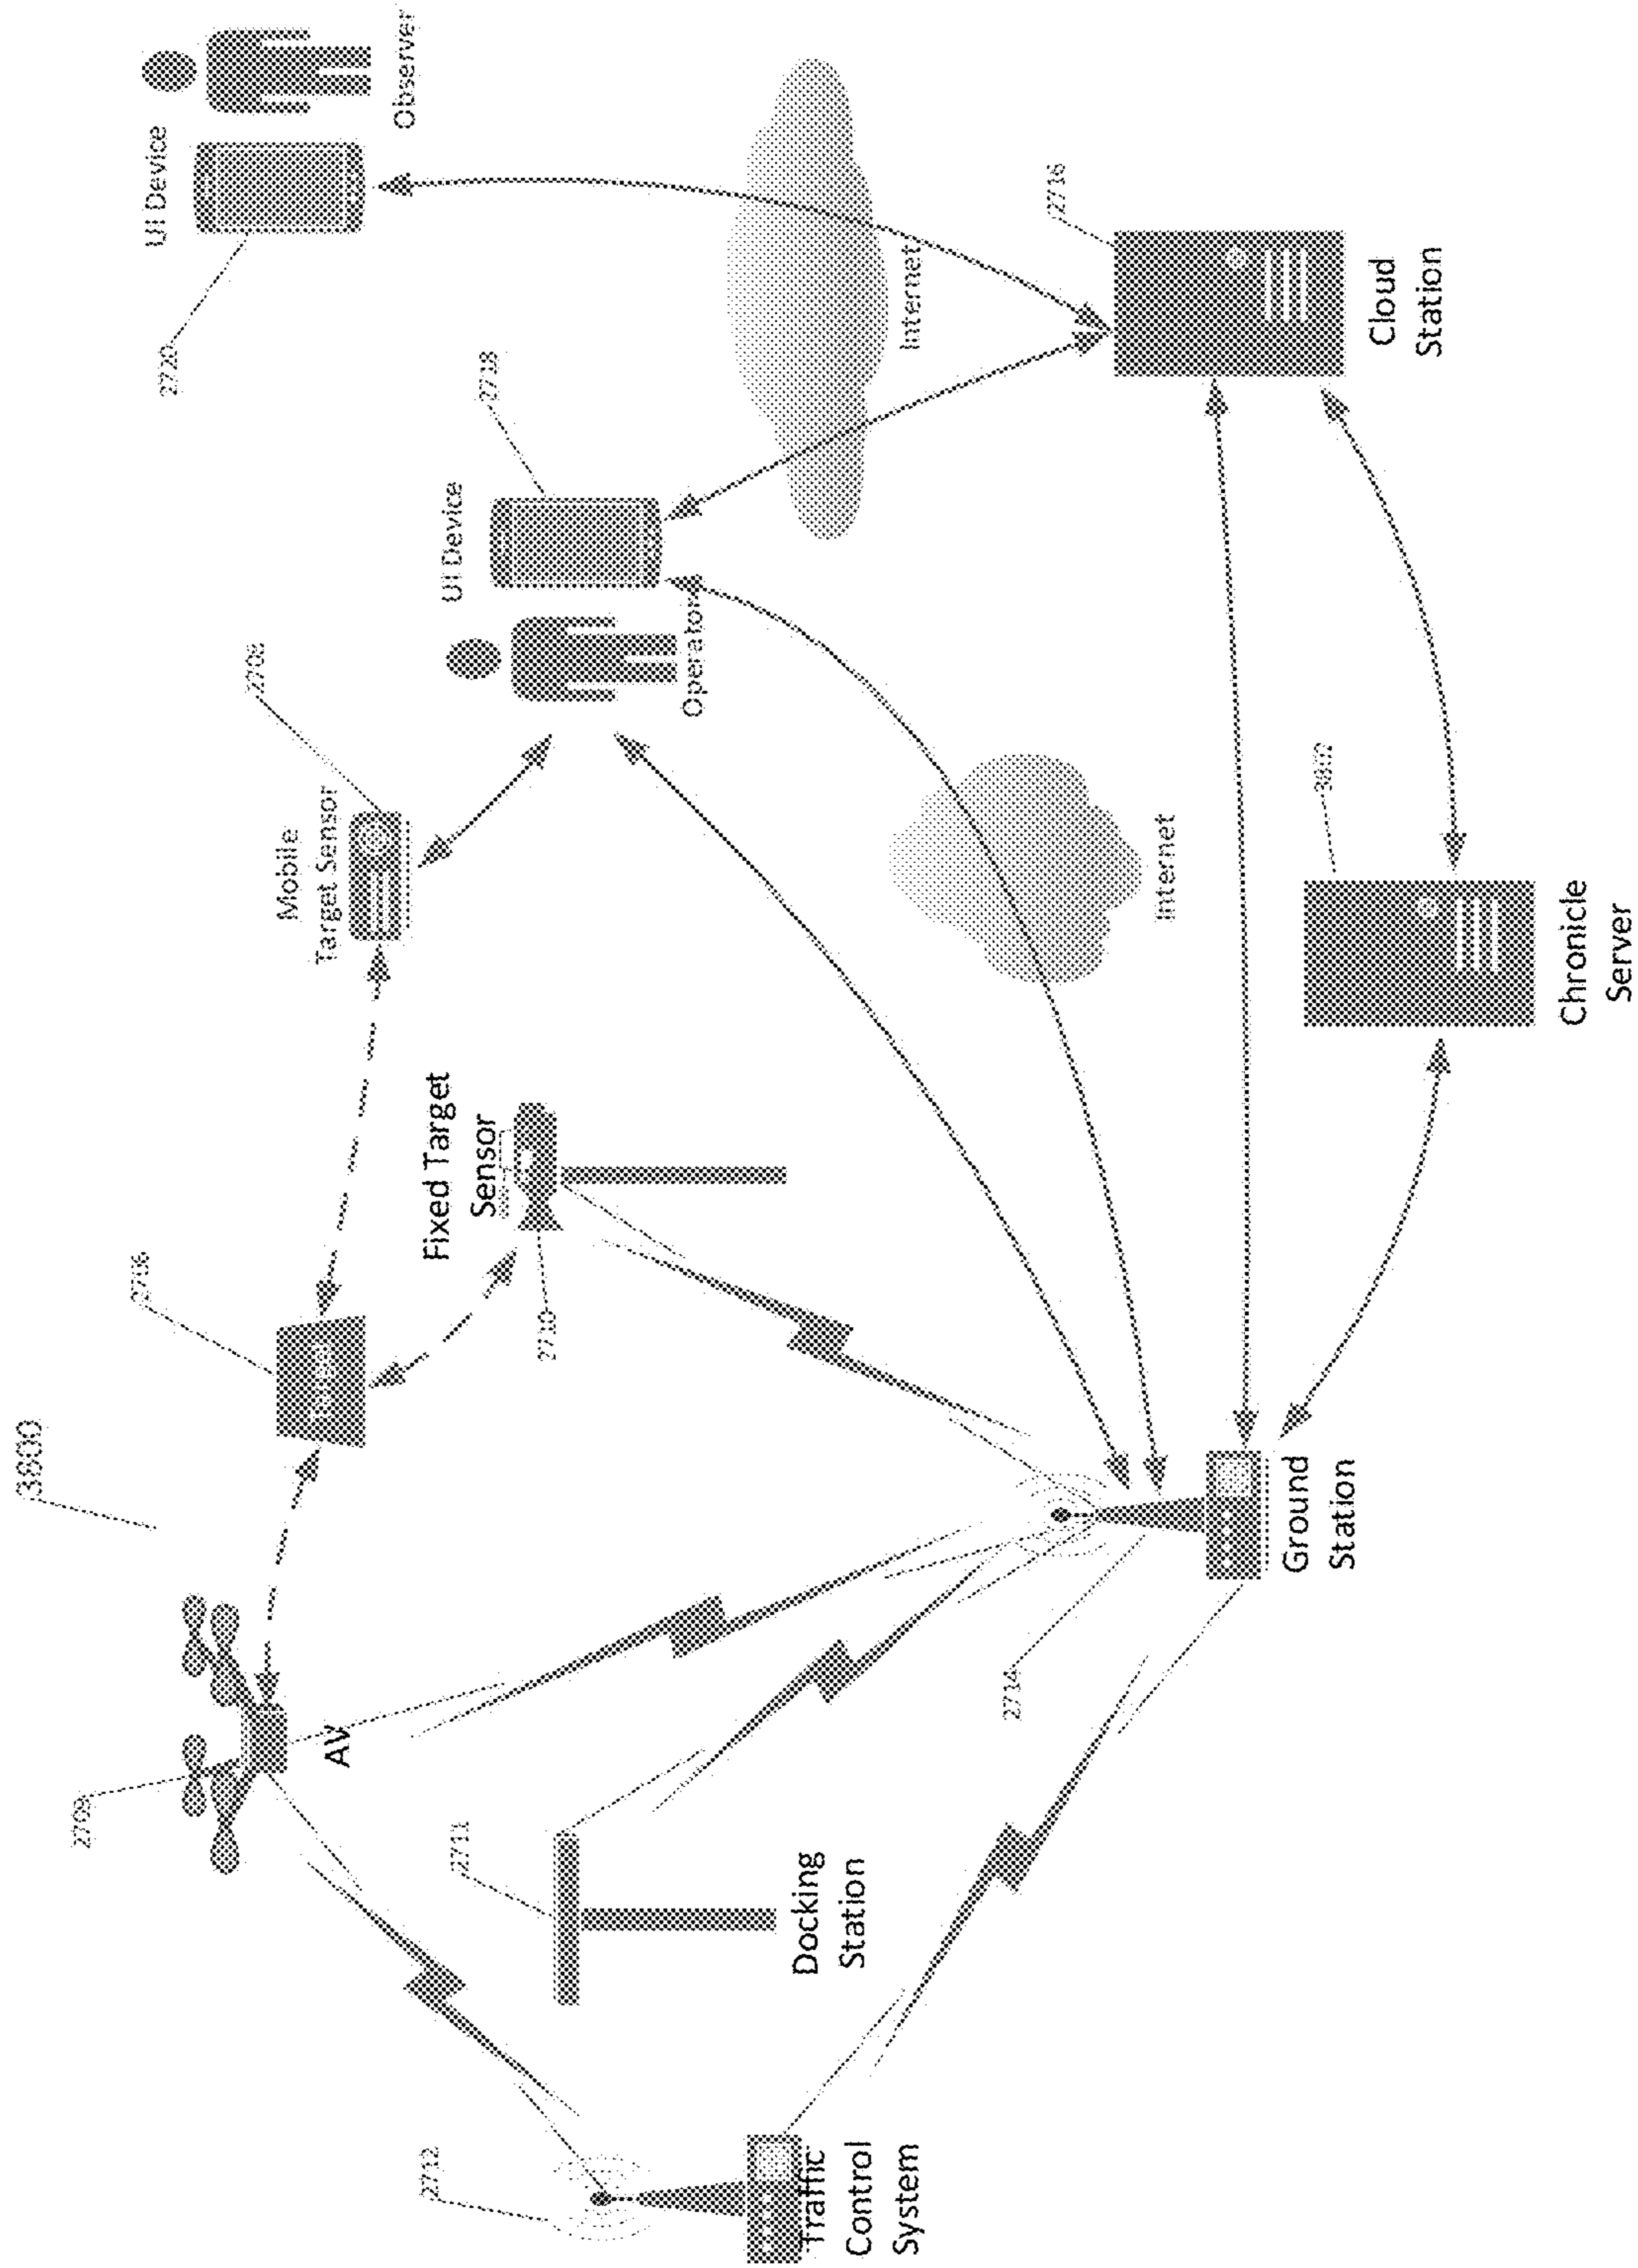 3800
2709
2706
UI Device
2720
2708
Mobile
Target Sensor
AV
Observer
2712
Fixed Target
Sensor
UI Device
2711
2718
2710
Operator
Docking
Station
Traffic
Control
System
Internet
2714
2716
Internet
Ground
Station
3802
Cloud
Station
Chronicle
Server